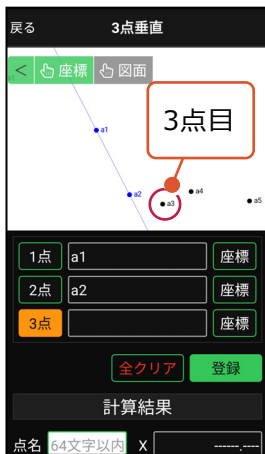 戻る 3点垂直
< 座標 図面
3点目
a1
a2 a3 a4 a5
1点 a1 座標
2点 a2 座標
3点 座標
全クリア 登録
計算結果
点名 64文字以内 X ------.----